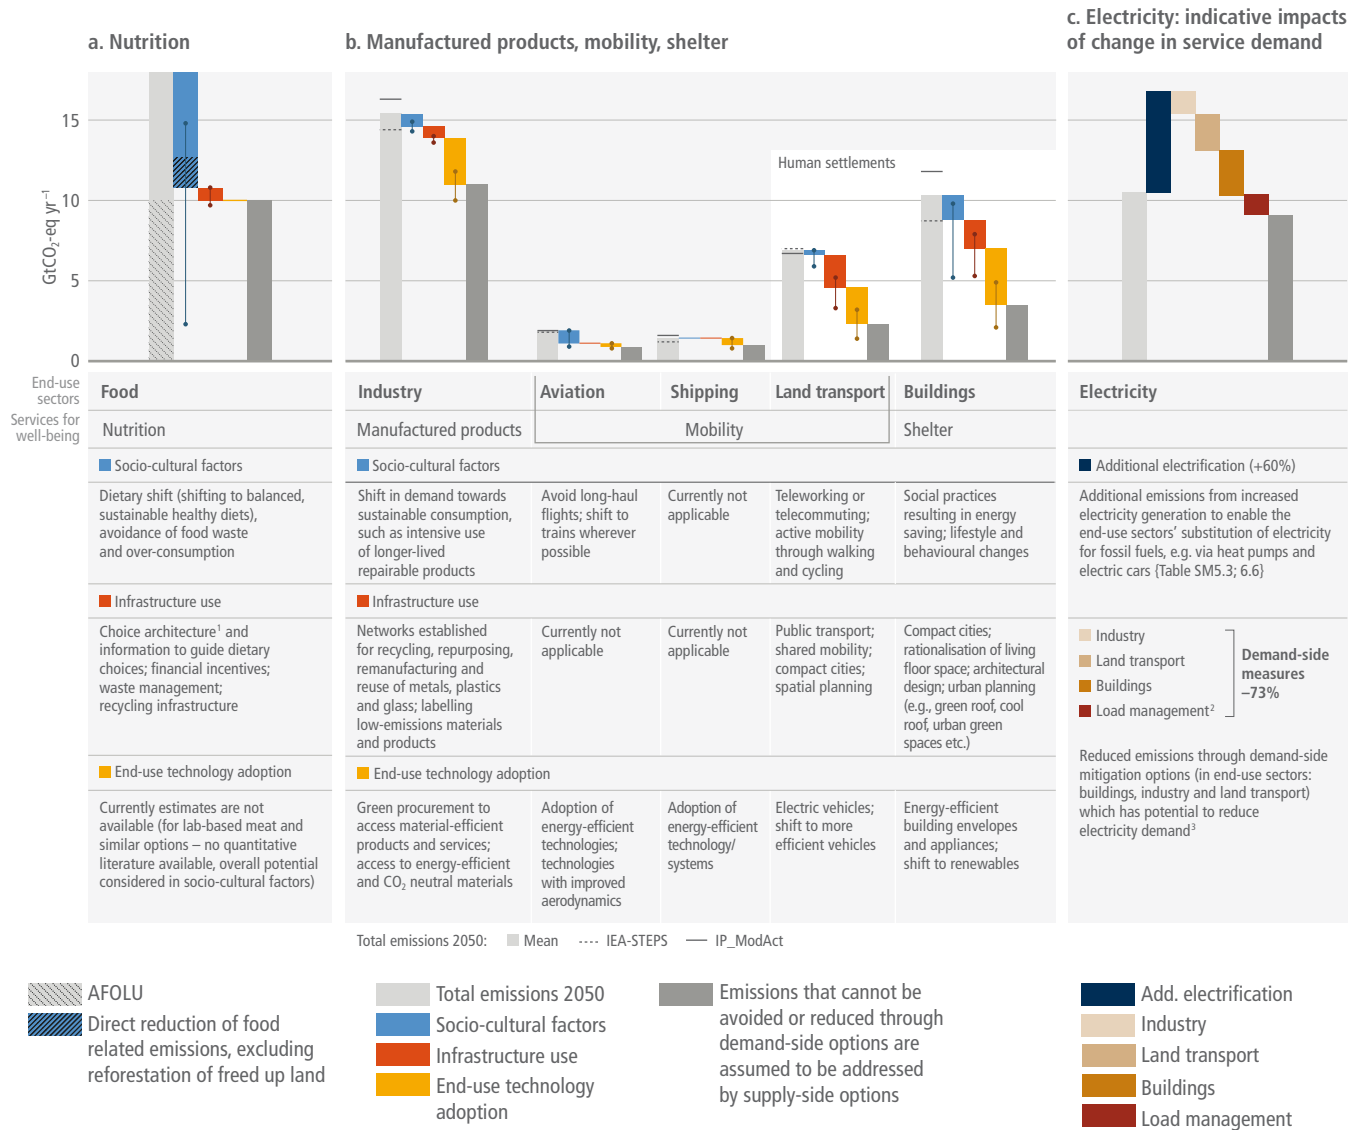 a. Nutrition
b. Manufactured products, mobility, shelter
c. Electricity: indicative impacts
of change in service demand
GtCO2-eq yr–1
15
10
5
0
Human settlements
End-use
sectors
Food
Industry
Aviation
Shipping
Land transport
Buildings
Electricity
Services for
well-being
Nutrition
Manufactured products
Mobility
Shelter
Socio-cultural factors
Dietary shift (shifting to balanced,
sustainable healthy diets),
avoidance of food waste
and over-consumption
Infrastructure use
Choice architecture1 and
information to guide dietary
choices; financial incentives;
waste management;
recycling infrastructure
End-use technology adoption
Currently estimates are not
available (for lab-based meat and
similar options – no quantitative
literature available, overall potential
considered in socio-cultural factors)
Socio-cultural factors
Shift in demand towards
sustainable consumption,
such as intensive use
of longer-lived
repairable products
Avoid long-haul
flights; shift to
trains wherever
possible
Currently not
applicable
Teleworking or
telecommuting;
active mobility
through walking
and cycling
Social practices
resulting in energy
saving; lifestyle and
behavioural changes
Infrastructure use
Networks established
for recycling, repurposing,
remanufacturing and
reuse of metals, plastics
and glass; labelling
low-emissions materials
and products
Currently not
applicable
Currently not
applicable
Public transport;
shared mobility;
compact cities;
spatial planning
Compact cities;
rationalisation of living
floor space; architectural
design; urban planning
(e.g., green roof, cool
roof, urban green
spaces etc.)
End-use technology adoption
Green procurement to
access material-efficient
products and services;
access to energy-efficient
and CO2 neutral materials
Adoption of
energy-efficient
technologies;
technologies
with improved
aerodynamics
Adoption of
energy-efficient
technology/
systems
Electric vehicles;
shift to more
efficient vehicles
Energy-efficient
building envelopes
and appliances;
shift to renewables
Additional electrification (+60%)
Additional emissions from increased
electricity generation to enable the
end-use sectors’ substitution of electricity
for fossil fuels, e.g. via heat pumps and
electric cars {Table SM5.3; 6.6}
Industry
Land transport
Buildings
Load management2
Demand-side
measures
–73%
Reduced emissions through demand-side
mitigation options (in end-use sectors:
buildings, industry and land transport)
which has potential to reduce
electricity demand3
Total emissions 2050:
Mean
IEA-STEPS
IP_ModAct
AFOLU
Direct reduction of food
related emissions, excluding
reforestation of freed up land
Total emissions 2050
Socio-cultural factors
Infrastructure use
End-use technology
adoption
Emissions that cannot be
avoided or reduced through
demand-side options are
assumed to be addressed
by supply-side options
Add. electrification
Industry
Land transport
Buildings
Load management